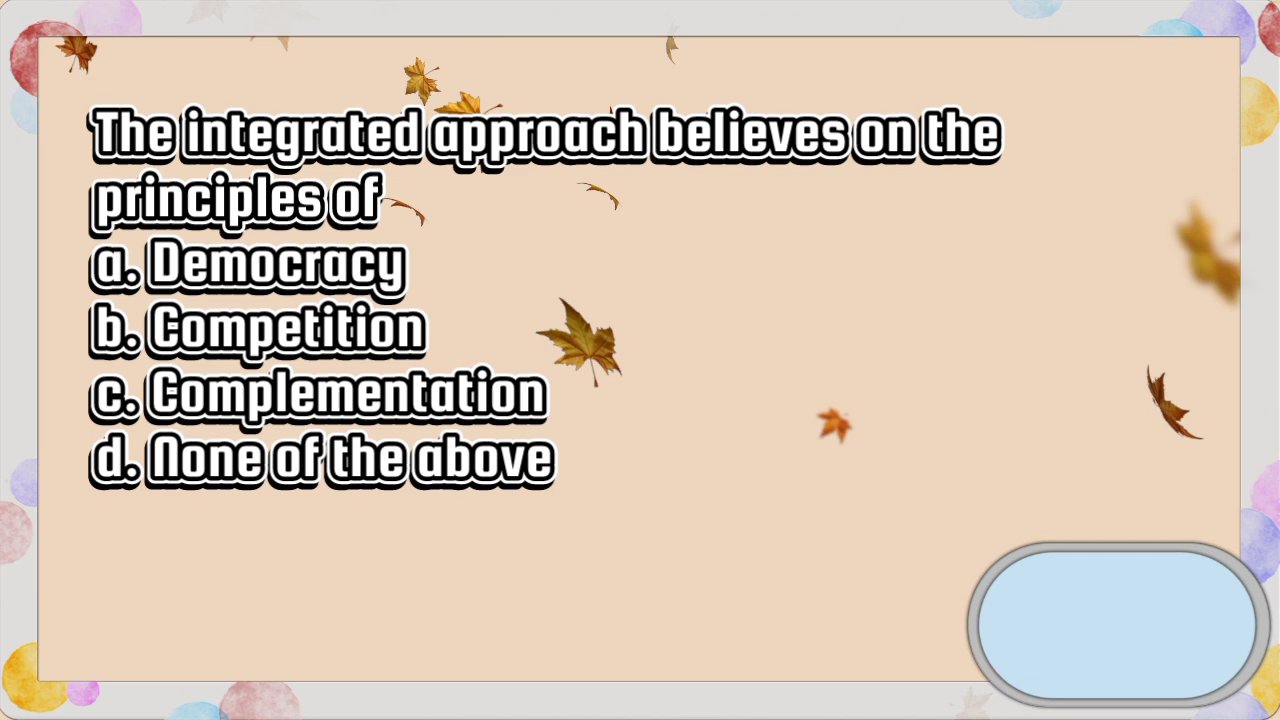 The integrated approach believes on the
principles of
a. Democracy
b. Competition
c. Complementation
d. None of the above